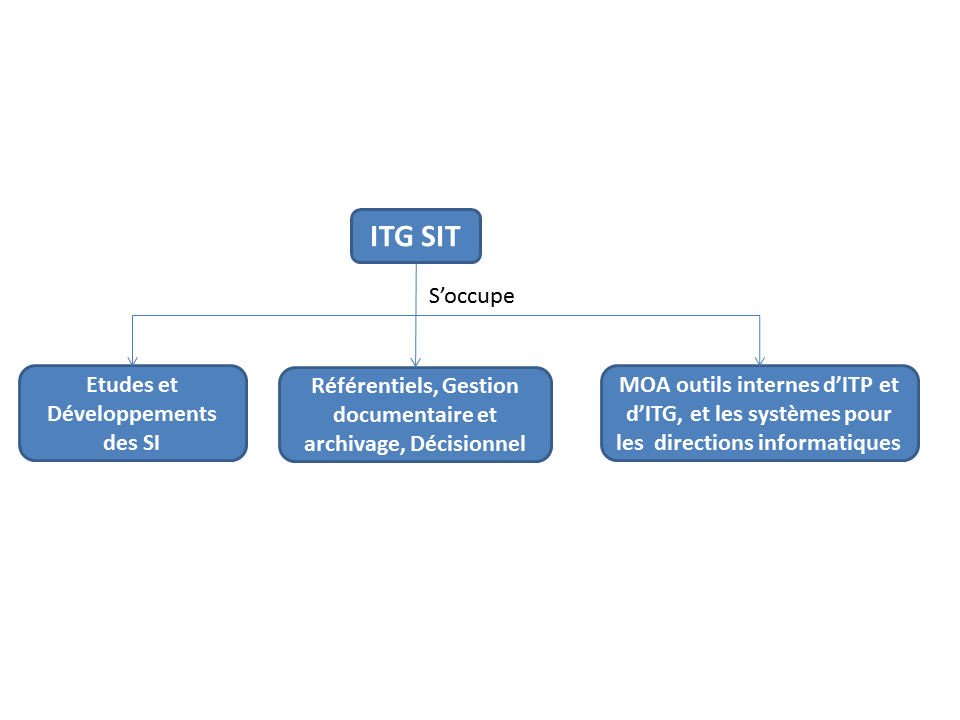 ITG SIT
S’occupe
Etudes et
Développements
des SI
Référentiels, Gestion
documentaire et
archivage, Décisionnel
MOA outils internes d’ITP et
d’ITG, et les systèmes pour
les directions informatiques